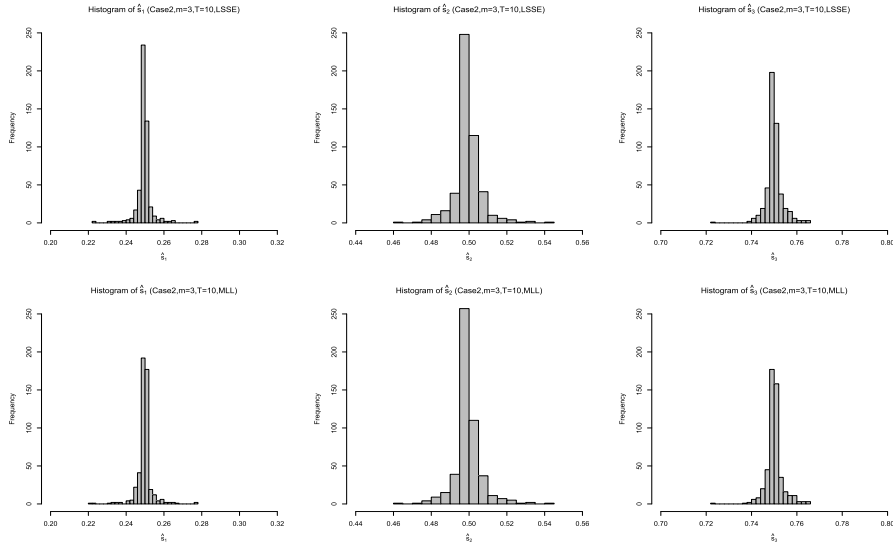 Histogram of ŝ₁ (Case2,m=3,T=10,LSSE)
Frequency
0 50 100 150 200 250
0.20 0.22 0.24 0.26 0.28 0.30 0.32
ŝ₁
Histogram of ŝ₂ (Case2,m=3,T=10,LSSE)
Frequency
0 50 100 150 200 250
0.44 0.46 0.48 0.50 0.52 0.54 0.56
ŝ₂
Histogram of ŝ₃ (Case2,m=3,T=10,LSSE)
Frequency
0 50 100 150 200 250
0.70 0.72 0.74 0.76 0.78 0.80
ŝ₃
Histogram of ŝ₁ (Case2,m=3,T=10,MLL)
Frequency
0 50 100 150 200 250
0.20 0.22 0.24 0.26 0.28 0.30 0.32
ŝ₁
Histogram of ŝ₂ (Case2,m=3,T=10,MLL)
Frequency
0 50 100 150 200 250
0.44 0.46 0.48 0.50 0.52 0.54 0.56
ŝ₂
Histogram of ŝ₃ (Case2,m=3,T=10,MLL)
Frequency
0 50 100 150 200 250
0.70 0.72 0.74 0.76 0.78 0.80
ŝ₃